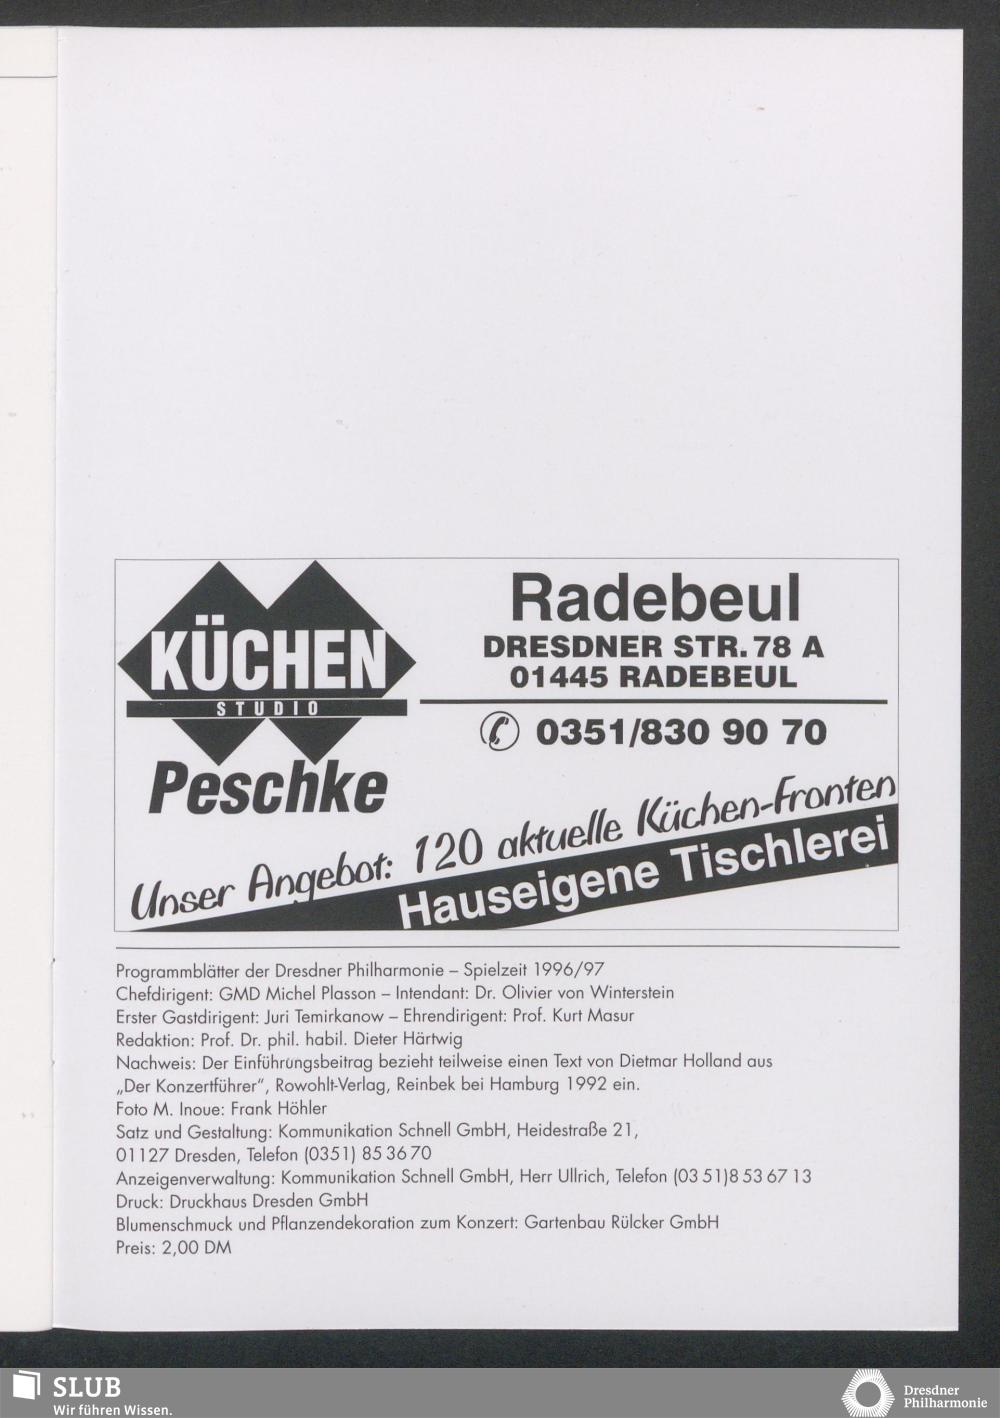 KÜCHEN
STUDIO
Peschke
Radebeul
DRESDNER STR. 78 A
01445 RADEBEUL
0351/830 90 70
Unser Angebot: 120 aktuelle Küchen-Fronten
Hauseigene Tischlerei
Programmblätter der Dresdner Philharmonie – Spielzeit 1996/97
Chefdirigent: GMD Michel Plasson – Intendant: Dr. Olivier von Winterstein
Erster Gastdirigent: Juri Temirkanow – Ehrendirigent: Prof. Kurt Masur
Redaktion: Prof. Dr. phil. habil. Dieter Härtwig
Nachweis: Der Einführungsbeitrag bezieht teilweise einen Text von Dietmar Holland aus
„Der Konzertführer“, Rowohlt-Verlag, Reinbek bei Hamburg 1992 ein.
Foto M. Inoue: Frank Höhler
Satz und Gestaltung: Kommunikation Schnell GmbH, Heidestraße 21,
01127 Dresden, Telefon (0351) 85 36 70
Anzeigenverwaltung: Kommunikation Schnell GmbH, Herr Ullrich, Telefon (03 51)8 53 67 13
Druck: Druckhaus Dresden GmbH
Blumenschmuck und Pflanzendekoration zum Konzert: Gartenbau Rülcker GmbH
Preis: 2,00 DM
SLUB
Wir führen Wissen.
Dresdner
Philharmonie